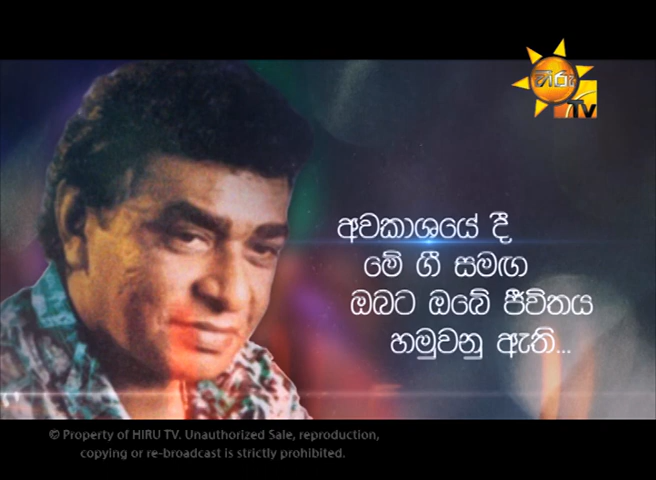 හිරු
TV
අවකාශයේ දී
මේ ගී සමඟ
ඔබට ඔබේ ජීවිතය
හමුවනු ඇති...
© Property of HIRU TV. Unauthorized Sale, reproduction,
copying or re-broadcast is strictly prohibited.